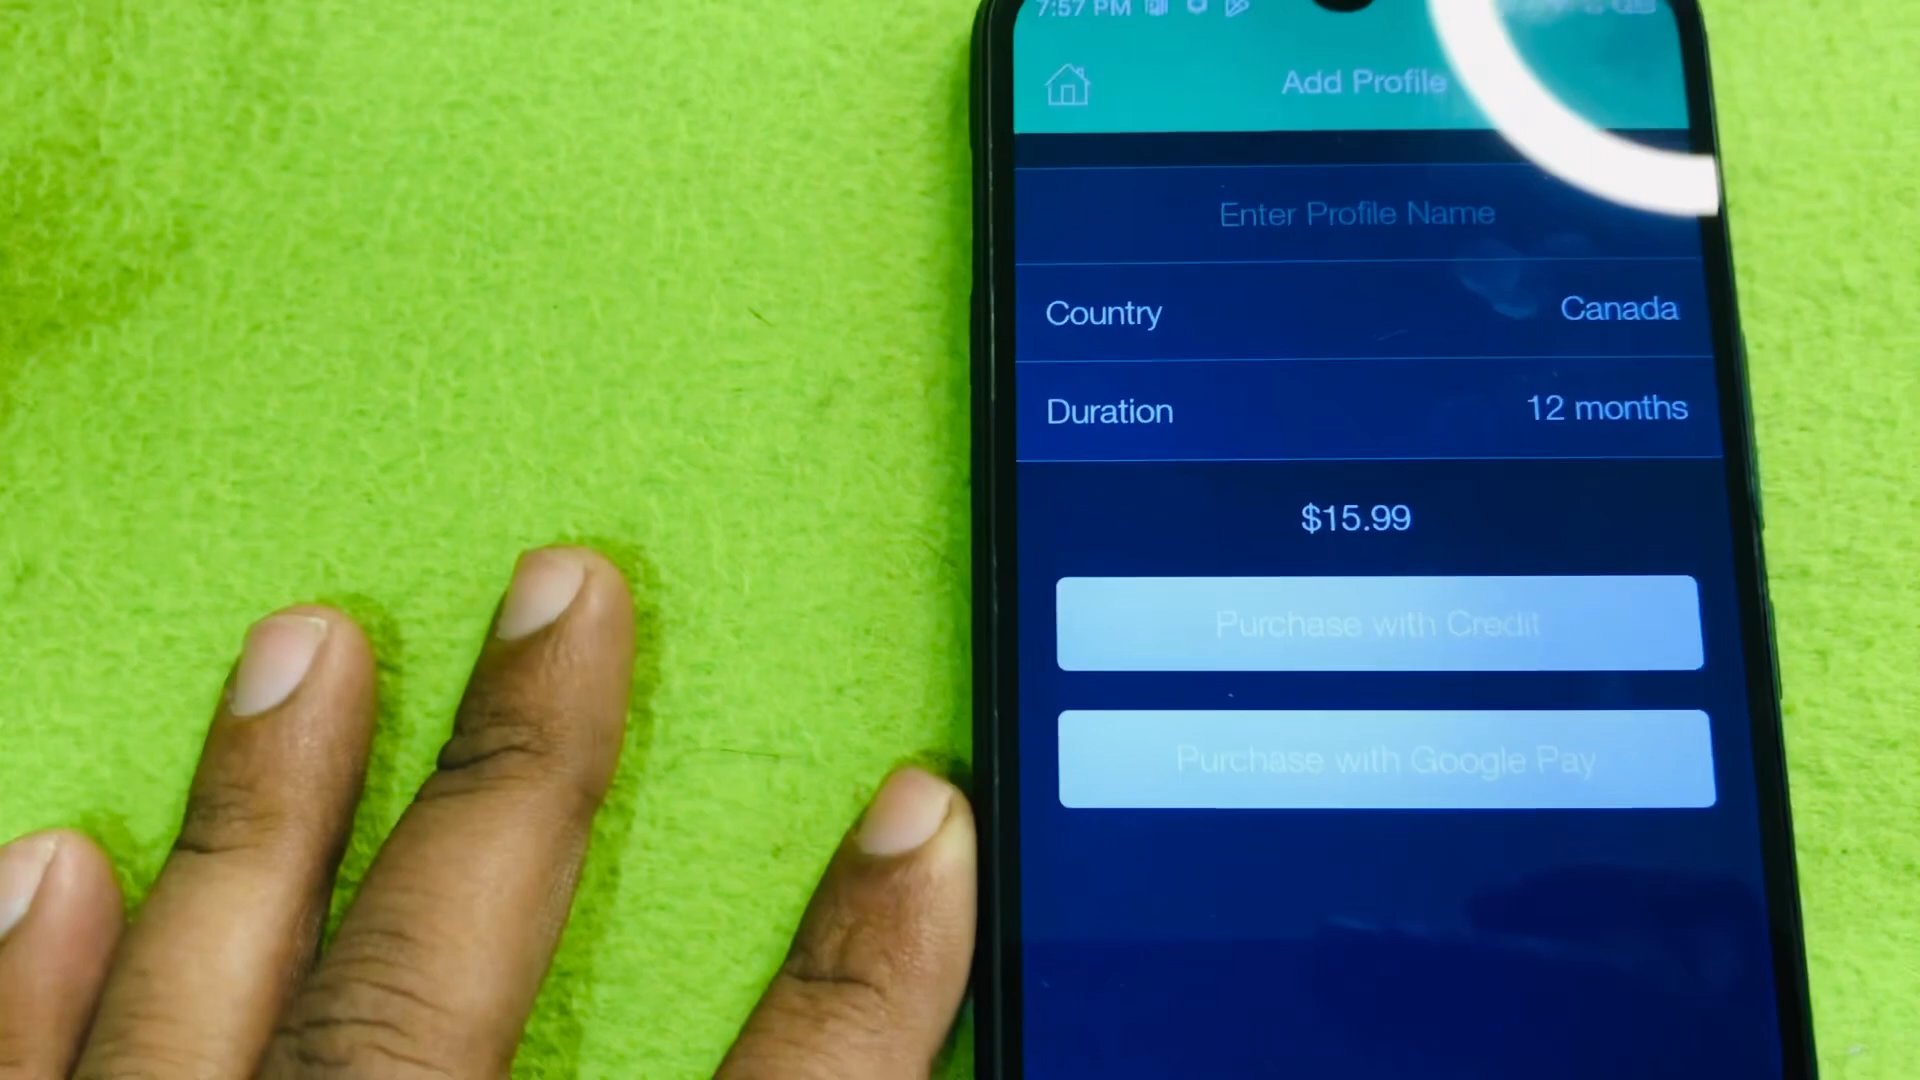 7:57 PM
Add Profile
Enter Profile Name
Country Canada
Duration 12 months
$15.99
Purchase with Credit
Purchase with Google Pay